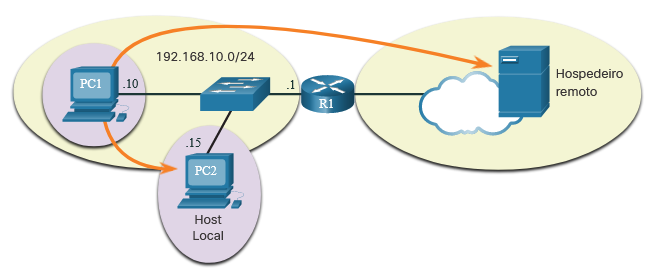 192.168.10.0/24
PC1
.10
.1
R1
Hospedeiro
remoto
.15
PC2
Host
Local